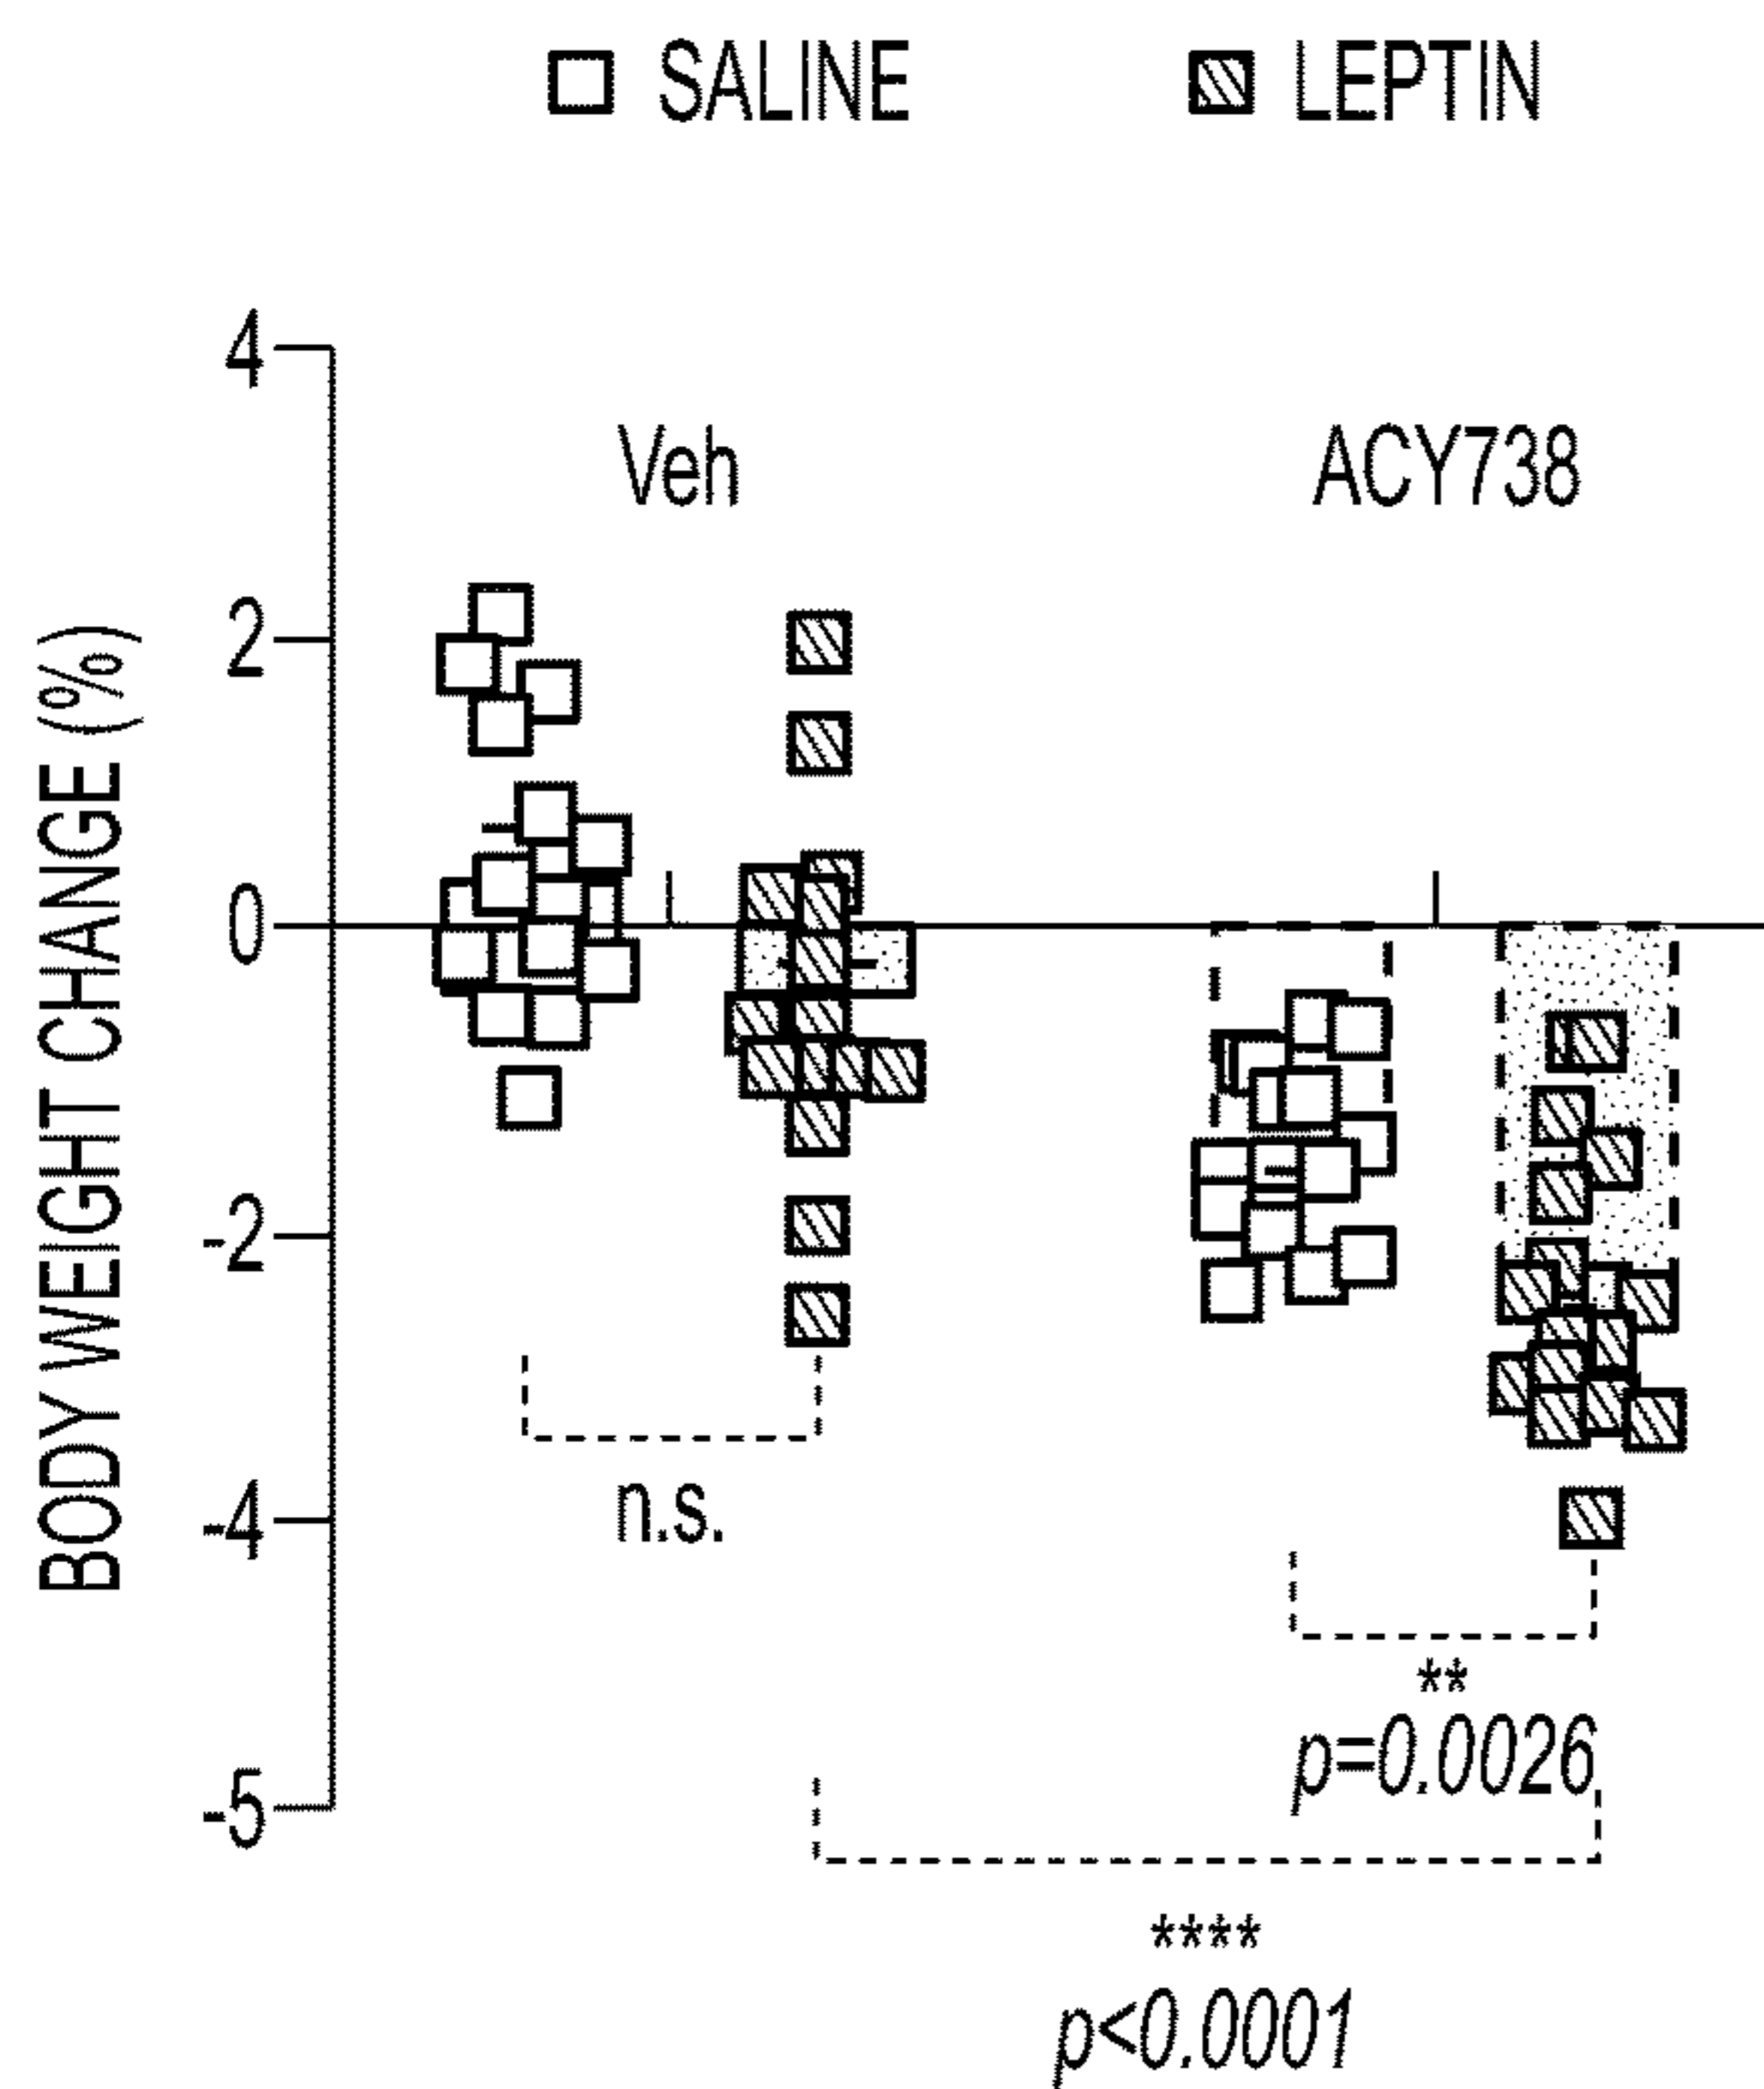 SALINE LEPTIN
4
Veh ACY738
2
0
-2
-4
-5
BODY WEIGHT CHANGE (%)
n.s.
**
p=0.0026
****
p<0.0001